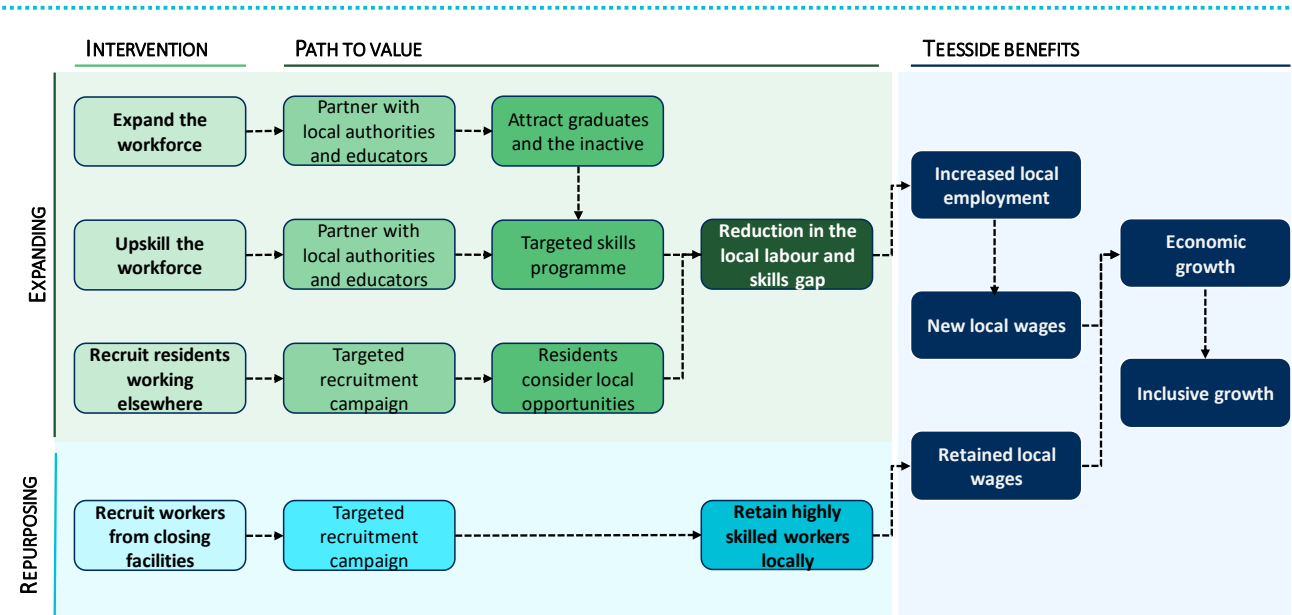 INTERVENTION
PATH TO VALUE
TEESSIDE BENEFITS
EXPANDING
Expand the
workforce
Partner with
local authorities
and educators
Attract graduates
and the inactive
Upskill the
workforce
Partner with
local authorities
and educators
Targeted skills
programme
Reduction in the
local labour and
skills gap
Recruit residents
working
elsewhere
Targeted
recruitment
campaign
Residents
consider local
opportunities
Increased local
employment
New local wages
Economic
growth
Inclusive growth
Retained local
wages
REPURPOSING
Recruit workers
from closing
facilities
Targeted
recruitment
campaign
Retain highly
skilled workers
locally